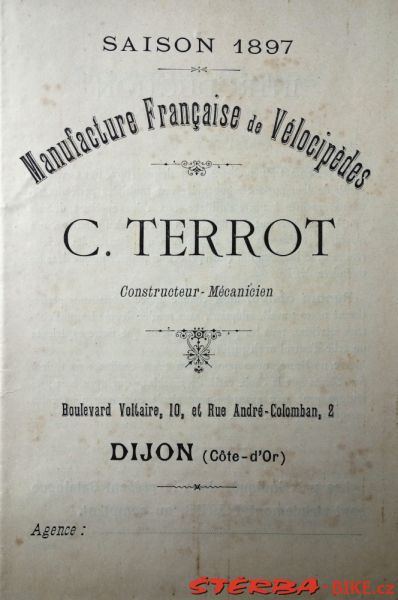 SAISON 1897
Manufacture Française de Vélocipèdes
C. TERROT
Constructeur-Mécanicien
Boulevard Voltaire, 10, et Rue André-Colomban, 2
DIJON (Côte-d'Or)
Agence :
ŠTĚRBA-BIKE.cz